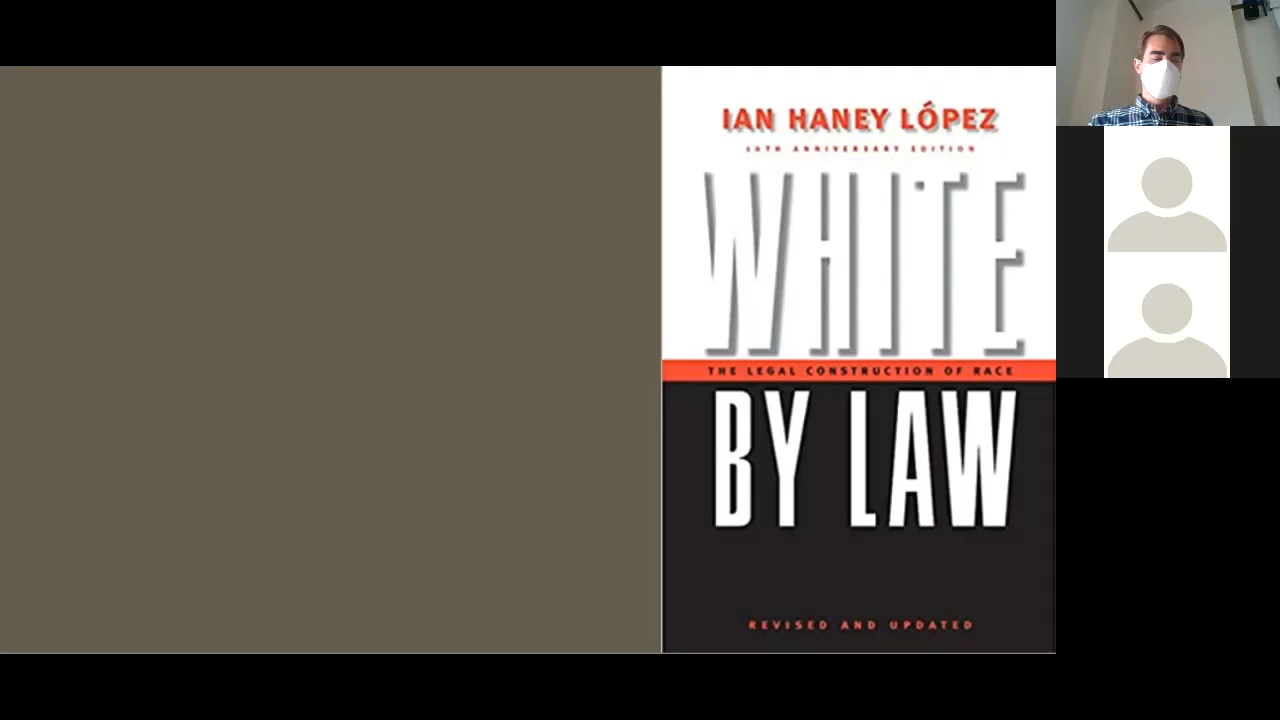 IAN HANEY LÓPEZ
10TH ANNIVERSARY EDITION
WHITE
THE LEGAL CONSTRUCTION OF RACE
BY LAW
REVISED AND UPDATED